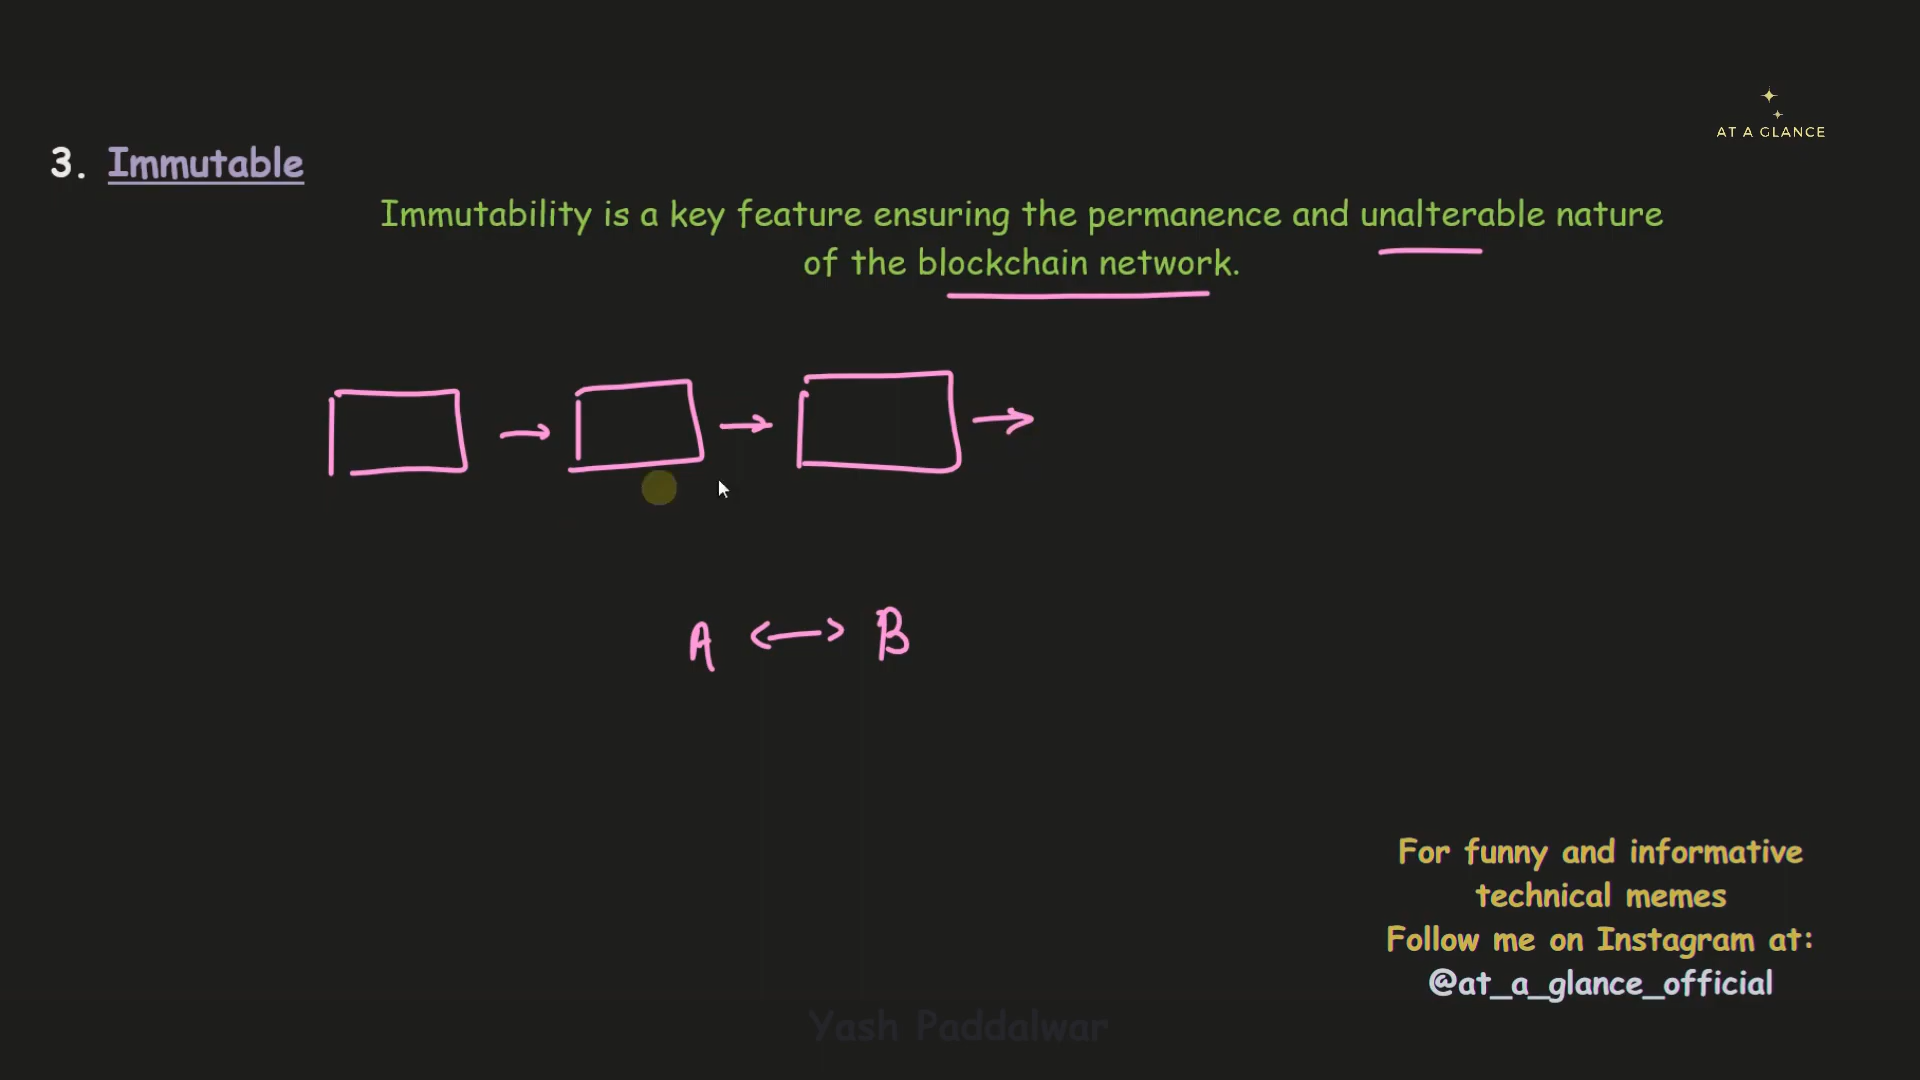 AT A GLANCE
3. Immutable
Immutability is a key feature ensuring the permanence and unalterable nature
of the blockchain network.
A <-> B
For funny and informative
technical memes
Follow me on Instagram at:
@at_a_glance_official
Yash Paddalwar